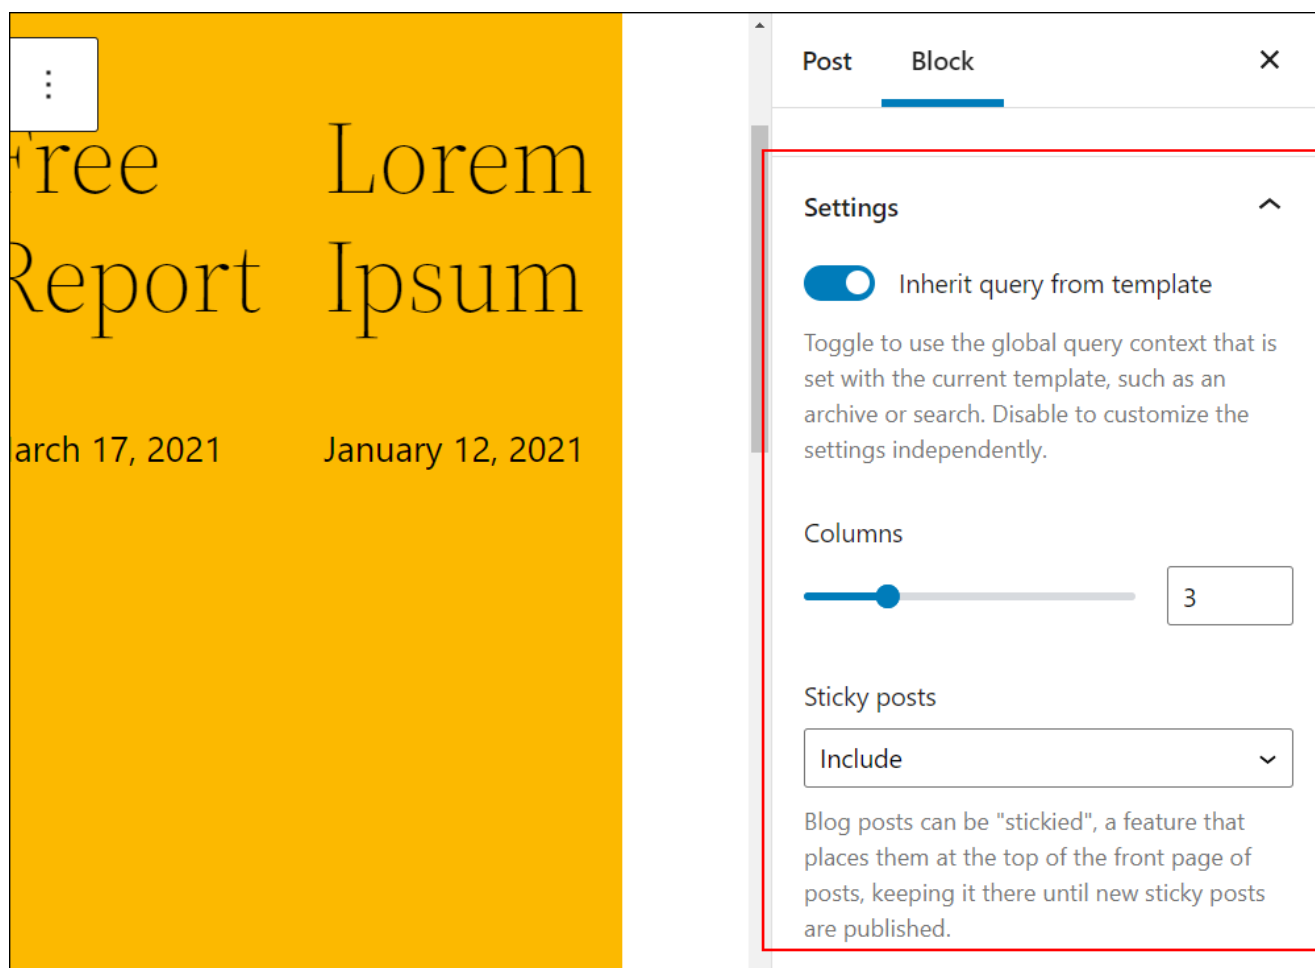 Free
Report
Lorem
Ipsum
arch 17, 2021
January 12, 2021
Post
Block
Settings
Inherit query from template
Toggle to use the global query context that is
set with the current template, such as an
archive or search. Disable to customize the
settings independently.
Columns
3
Sticky posts
Include
Blog posts can be "stickied", a feature that
places them at the top of the front page of
posts, keeping it there until new sticky posts
are published.